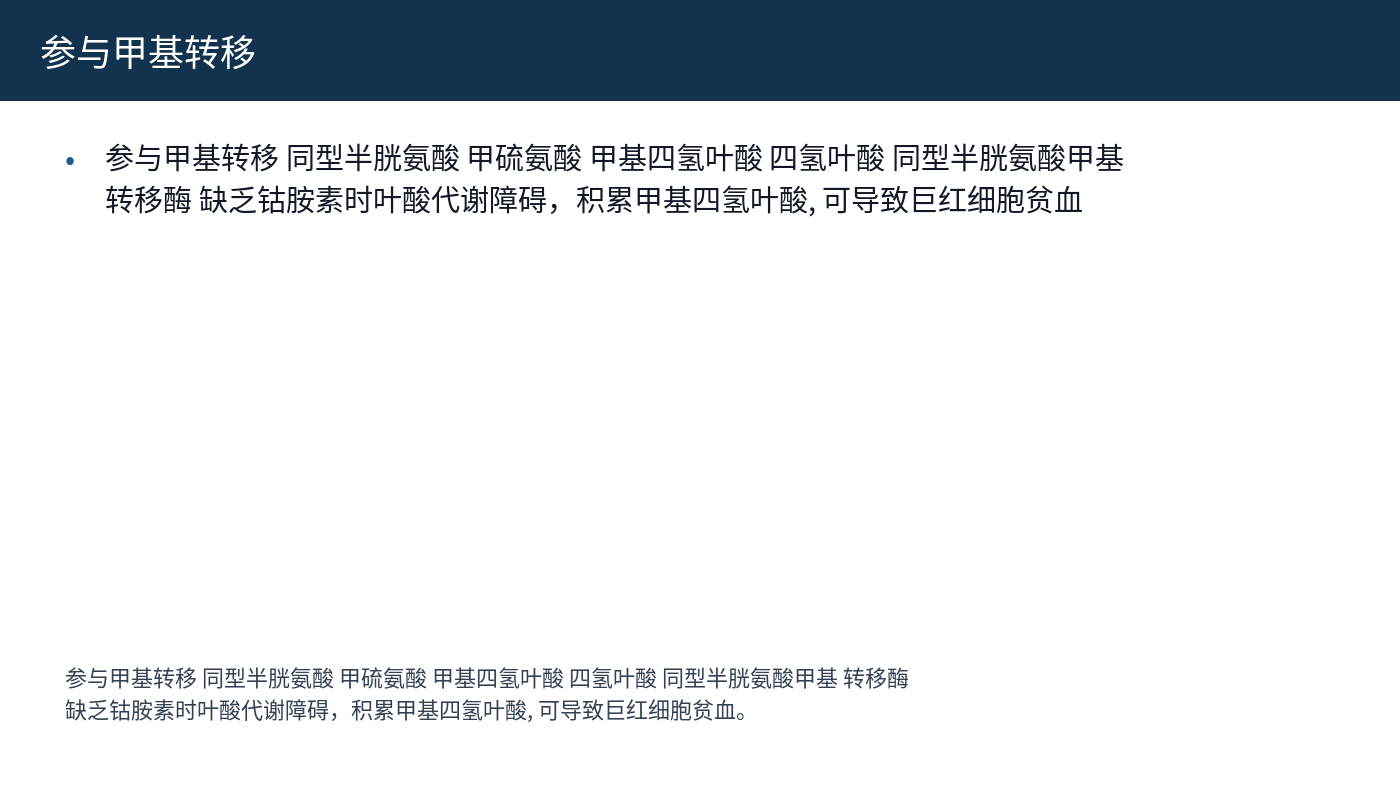 参与甲基转移
• 参与甲基转移 同型半胱氨酸 甲硫氨酸 甲基四氢叶酸 四氢叶酸 同型半胱氨酸甲基
转移酶 缺乏钴胺素时叶酸代谢障碍，积累甲基四氢叶酸, 可导致巨红细胞贫血
参与甲基转移 同型半胱氨酸 甲硫氨酸 甲基四氢叶酸 四氢叶酸 同型半胱氨酸甲基 转移酶
缺乏钴胺素时叶酸代谢障碍，积累甲基四氢叶酸, 可导致巨红细胞贫血。